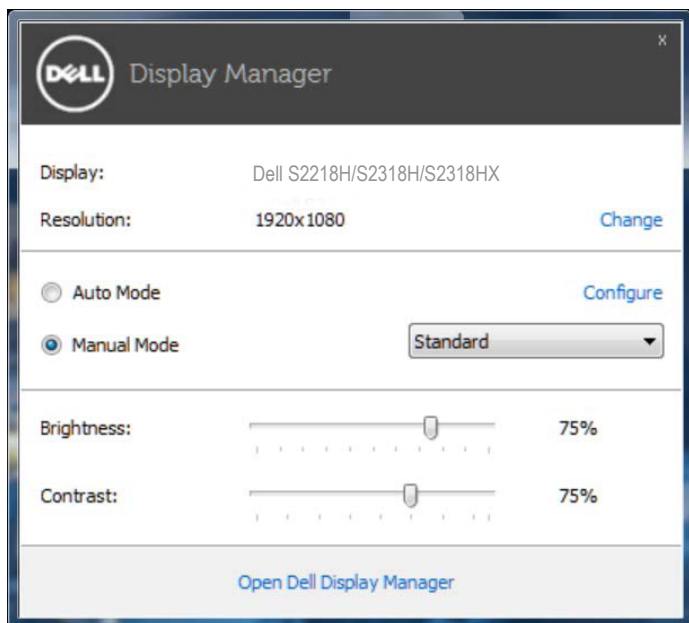 x
DELL Display Manager
Display: Dell S2218H/S2318H/S2318HX
Resolution: 1920x1080 Change
Auto Mode Configure
Manual Mode Standard
Brightness: 75%
Contrast: 75%
Open Dell Display Manager